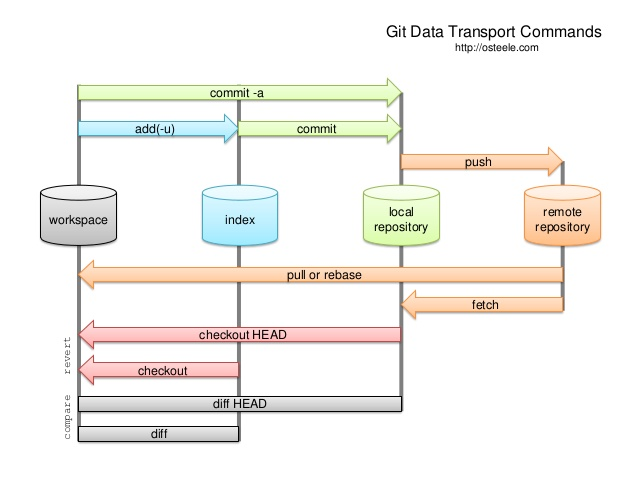 Git Data Transport Commands
http://osteele.com
commit -a
add(-u)
commit
push
workspace
index
local
repository
remote
repository
pull or rebase
fetch
checkout HEAD
revert
checkout
diff HEAD
compare
diff